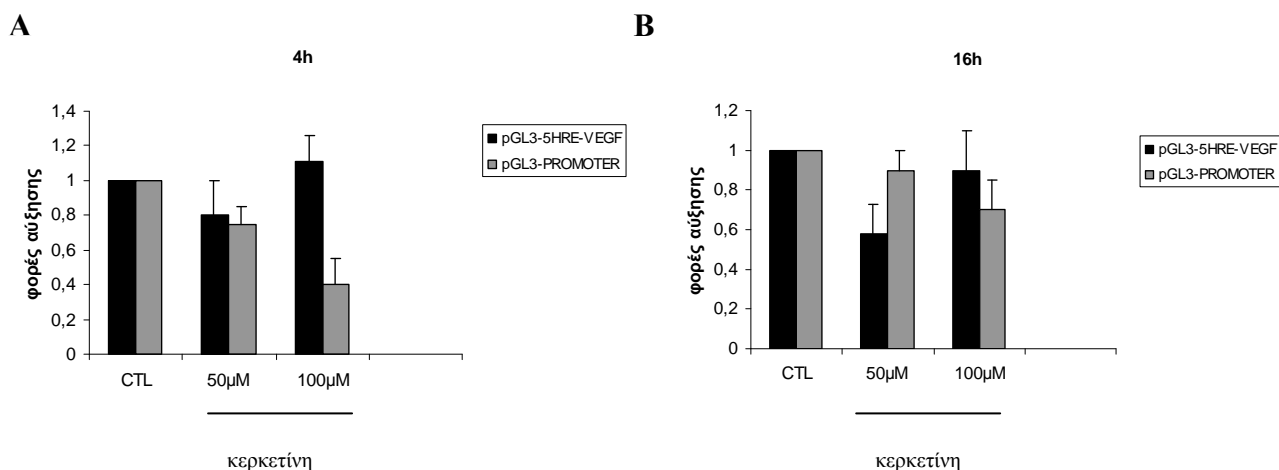 A
4h
φορές αύξησης
1,4
1,2
1
0,8
0,6
0,4
0,2
0
CTL
50μM
100μM
κερκετίνη
pGL3-5HRE-VEGF
pGL3-PROMOTER
B
16h
φορές αύξησης
1,2
1
0,8
0,6
0,4
0,2
0
CTL
50μM
100μM
κερκετίνη
pGL3-5HRE-VEGF
pGL3-PROMOTER